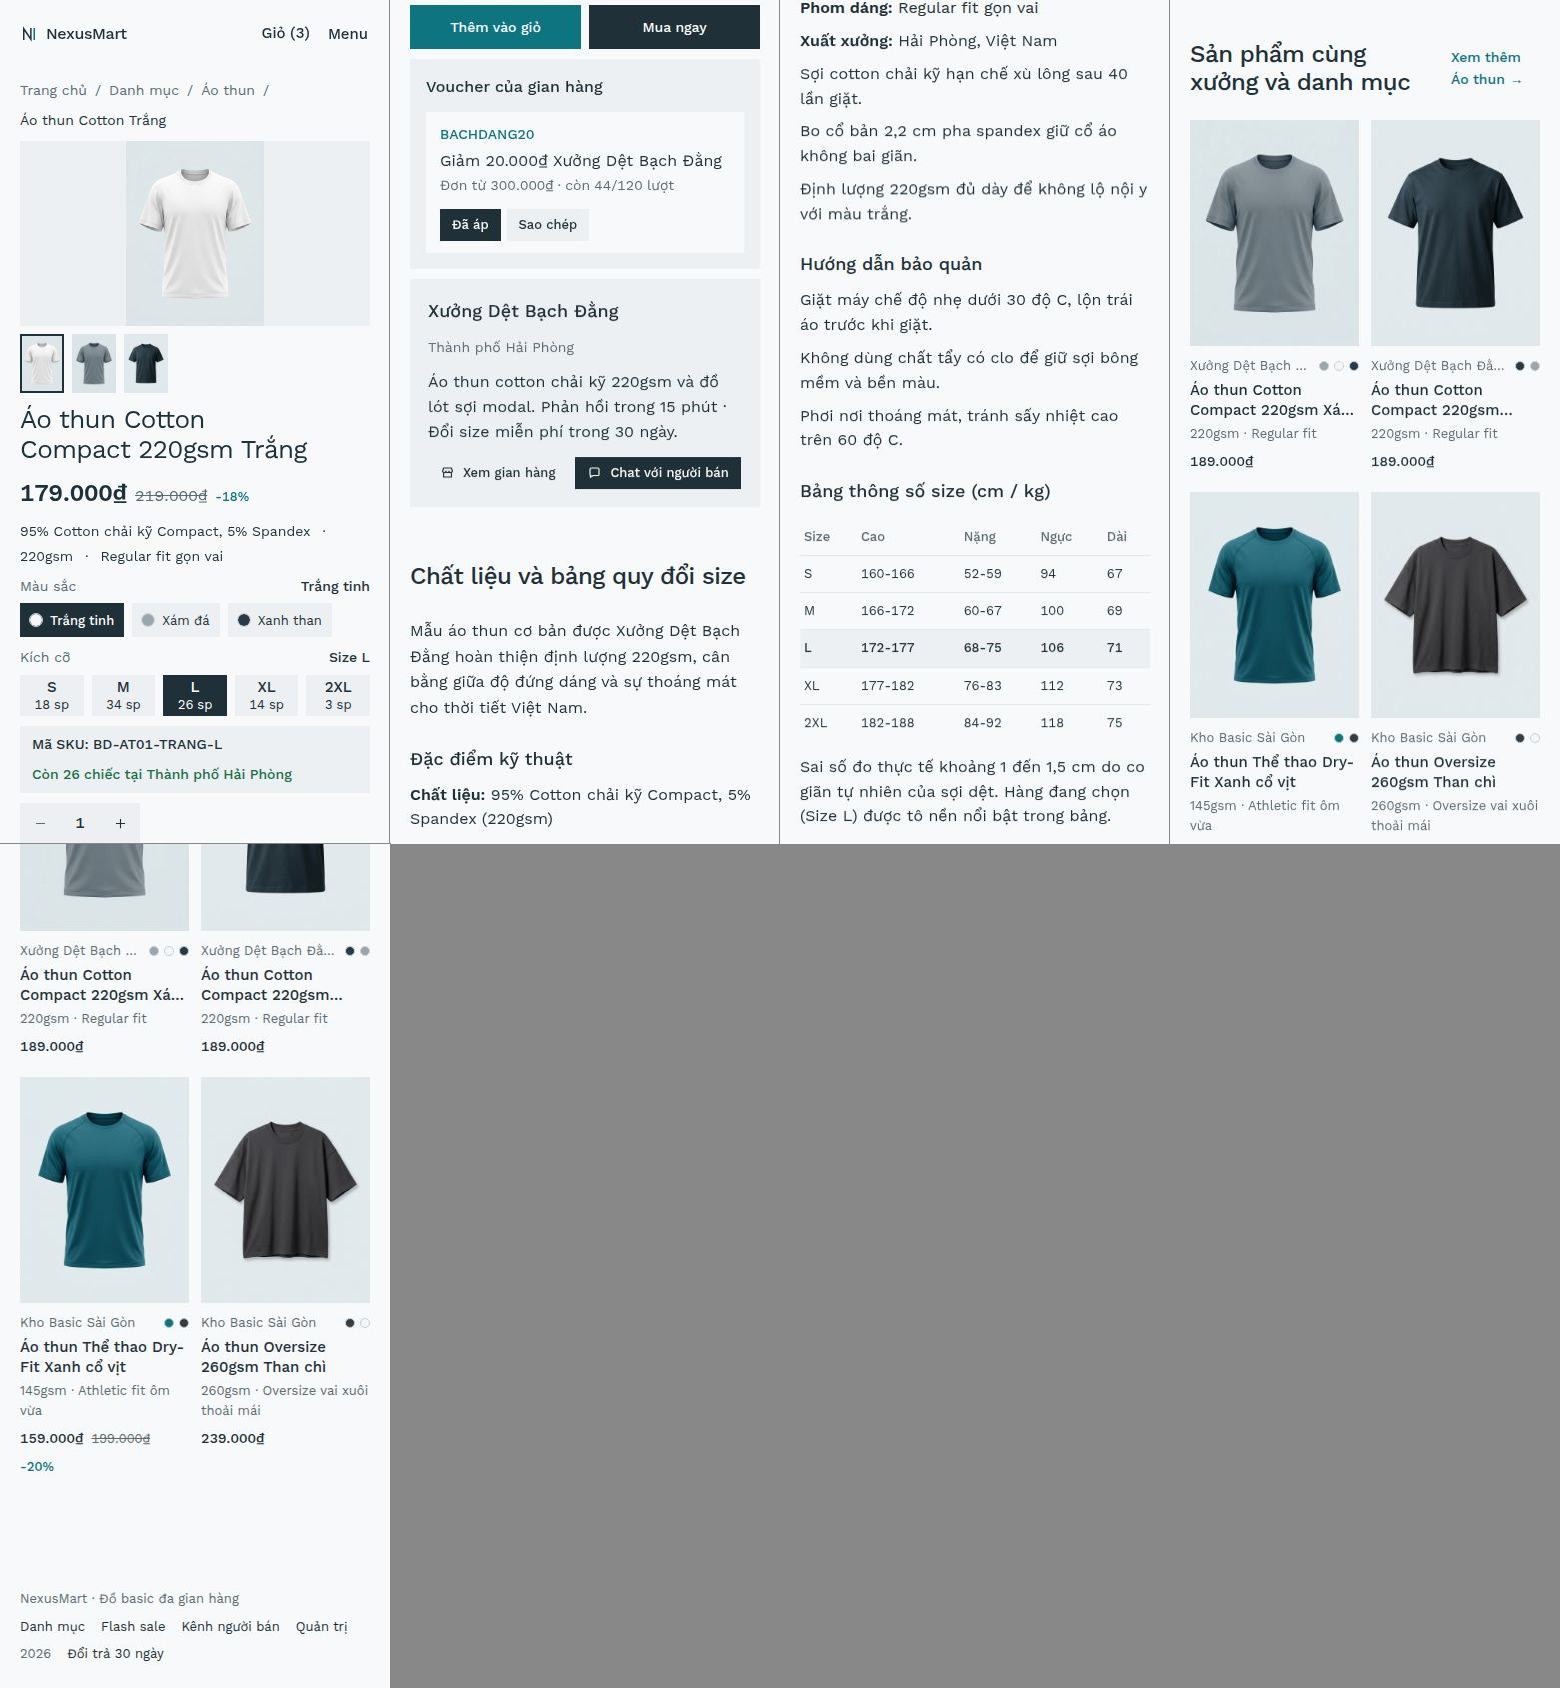 NexusMart
Giỏ (3)
Menu
Trang chủ / Danh mục / Áo thun /
Áo thun Cotton Trắng
Áo thun Cotton
Compact 220gsm Trắng
179.000₫ 219.000₫ -18%
95% Cotton chải kỹ Compact, 5% Spandex ·
220gsm · Regular fit gọn vai
Màu sắc
Trắng tinh
Trắng tinh
Xám đá
Xanh than
Kích cỡ
Size L
S
M
L
XL
2XL
18 sp
34 sp
26 sp
14 sp
3 sp
Mã SKU: BD-AT01-TRANG-L
Còn 26 chiếc tại Thành phố Hải Phòng
− 1 +
Thêm vào giỏ
Mua ngay
Voucher của gian hàng
BACHDANG20
Giảm 20.000₫ Xưởng Dệt Bạch Đằng
Đơn từ 300.000₫ · còn 44/120 lượt
Đã áp
Sao chép
Xưởng Dệt Bạch Đằng
Thành phố Hải Phòng
Áo thun cotton chải kỹ 220gsm và đồ
lót sợi modal. Phản hồi trong 15 phút ·
Đổi size miễn phí trong 30 ngày.
Xem gian hàng
Chat với người bán
Chất liệu và bảng quy đổi size
Mẫu áo thun cơ bản được Xưởng Dệt Bạch
Đằng hoàn thiện định lượng 220gsm, cân
bằng giữa độ đứng dáng và sự thoáng mát
cho thời tiết Việt Nam.
Đặc điểm kỹ thuật
Chất liệu: 95% Cotton chải kỹ Compact, 5%
Spandex (220gsm)
Phom dáng: Regular fit gọn vai
Xuất xưởng: Hải Phòng, Việt Nam
Sợi cotton chải kỹ hạn chế xù lông sau 40
lần giặt.
Bo cổ bản 2,2 cm pha spandex giữ cổ áo
không bai giãn.
Định lượng 220gsm đủ dày để không lộ nội y
với màu trắng.
Hướng dẫn bảo quản
Giặt máy chế độ nhẹ dưới 30 độ C, lộn trái
áo trước khi giặt.
Không dùng chất tẩy có clo để giữ sợi bông
mềm và bền màu.
Phơi nơi thoáng mát, tránh sấy nhiệt cao
trên 60 độ C.
Bảng thông số size (cm / kg)
Size Cao Nặng Ngực Dài
S 160-166 52-59 94 67
M 166-172 60-67 100 69
L 172-177 68-75 106 71
XL 177-182 76-83 112 73
2XL 182-188 84-92 118 75
Sai số đo thực tế khoảng 1 đến 1,5 cm do co
giãn tự nhiên của sợi dệt. Hàng đang chọn
(Size L) được tô nền nổi bật trong bảng.
Sản phẩm cùng
xưởng và danh mục
Xem thêm
Áo thun →
Xưởng Dệt Bạch ...
Áo thun Cotton
Compact 220gsm Xá...
220gsm · Regular fit
189.000₫
Xưởng Dệt Bạch Đằ...
Áo thun Cotton
Compact 220gsm...
220gsm · Regular fit
189.000₫
Kho Basic Sài Gòn
Áo thun Thể thao Dry-
Fit Xanh cổ vịt
145gsm · Athletic fit ôm
vừa
Kho Basic Sài Gòn
Áo thun Oversize
260gsm Than chì
260gsm · Oversize vai xuôi
thoải mái
Xưởng Dệt Bạch ...
Áo thun Cotton
Compact 220gsm Xá...
220gsm · Regular fit
189.000₫
Xưởng Dệt Bạch Đằ...
Áo thun Cotton
Compact 220gsm...
220gsm · Regular fit
189.000₫
Kho Basic Sài Gòn
Áo thun Thể thao Dry-
Fit Xanh cổ vịt
145gsm · Athletic fit ôm
vừa
159.000₫ 199.000₫
-20%
Kho Basic Sài Gòn
Áo thun Oversize
260gsm Than chì
260gsm · Oversize vai xuôi
thoải mái
239.000₫
NexusMart · Đồ basic đa gian hàng
Danh mục Flash sale Kênh người bán Quản trị
2026 Đổi trả 30 ngày